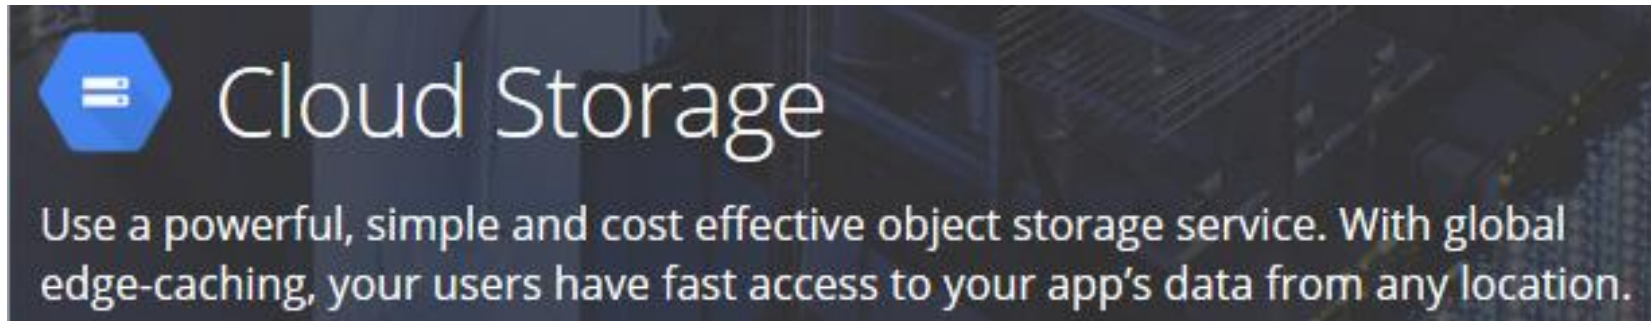 Cloud Storage
Use a powerful, simple and cost effective object storage service. With global
edge-caching, your users have fast access to your app’s data from any location.